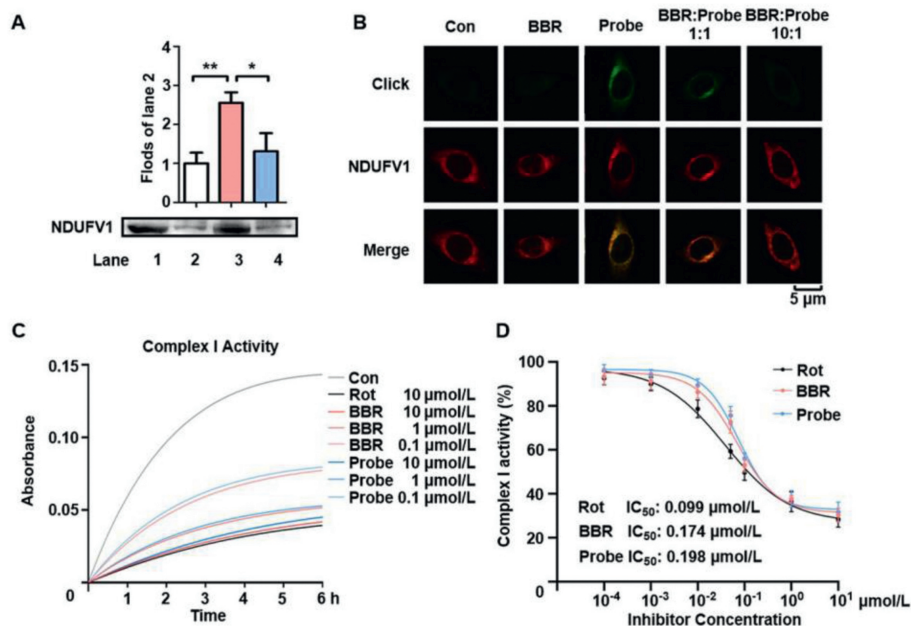 A
Flods of lane 2
4
3
2
1
0
** *
NDUFV1
Lane 1 2 3 4
B
Con BBR Probe BBR:Probe 1:1 BBR:Probe 10:1
Click
NDUFV1
Merge
5 μm
C
Complex I Activity
Absorbance
0.15
0.10
0.05
0
1 2 3 4 5 6 h
Time
Con
Rot 10 μmol/L
BBR 10 μmol/L
BBR 1 μmol/L
BBR 0.1 μmol/L
Probe 10 μmol/L
Probe 1 μmol/L
Probe 0.1 μmol/L
D
Complex I activity (%)
100
80
60
40
20
0
Rot
BBR
Probe
Rot IC50: 0.099 μmol/L
BBR IC50: 0.174 μmol/L
Probe IC50: 0.198 μmol/L
10⁻⁴ 10⁻³ 10⁻² 10⁻¹ 10⁰ 10¹ μmol/L
Inhibitor Concentration